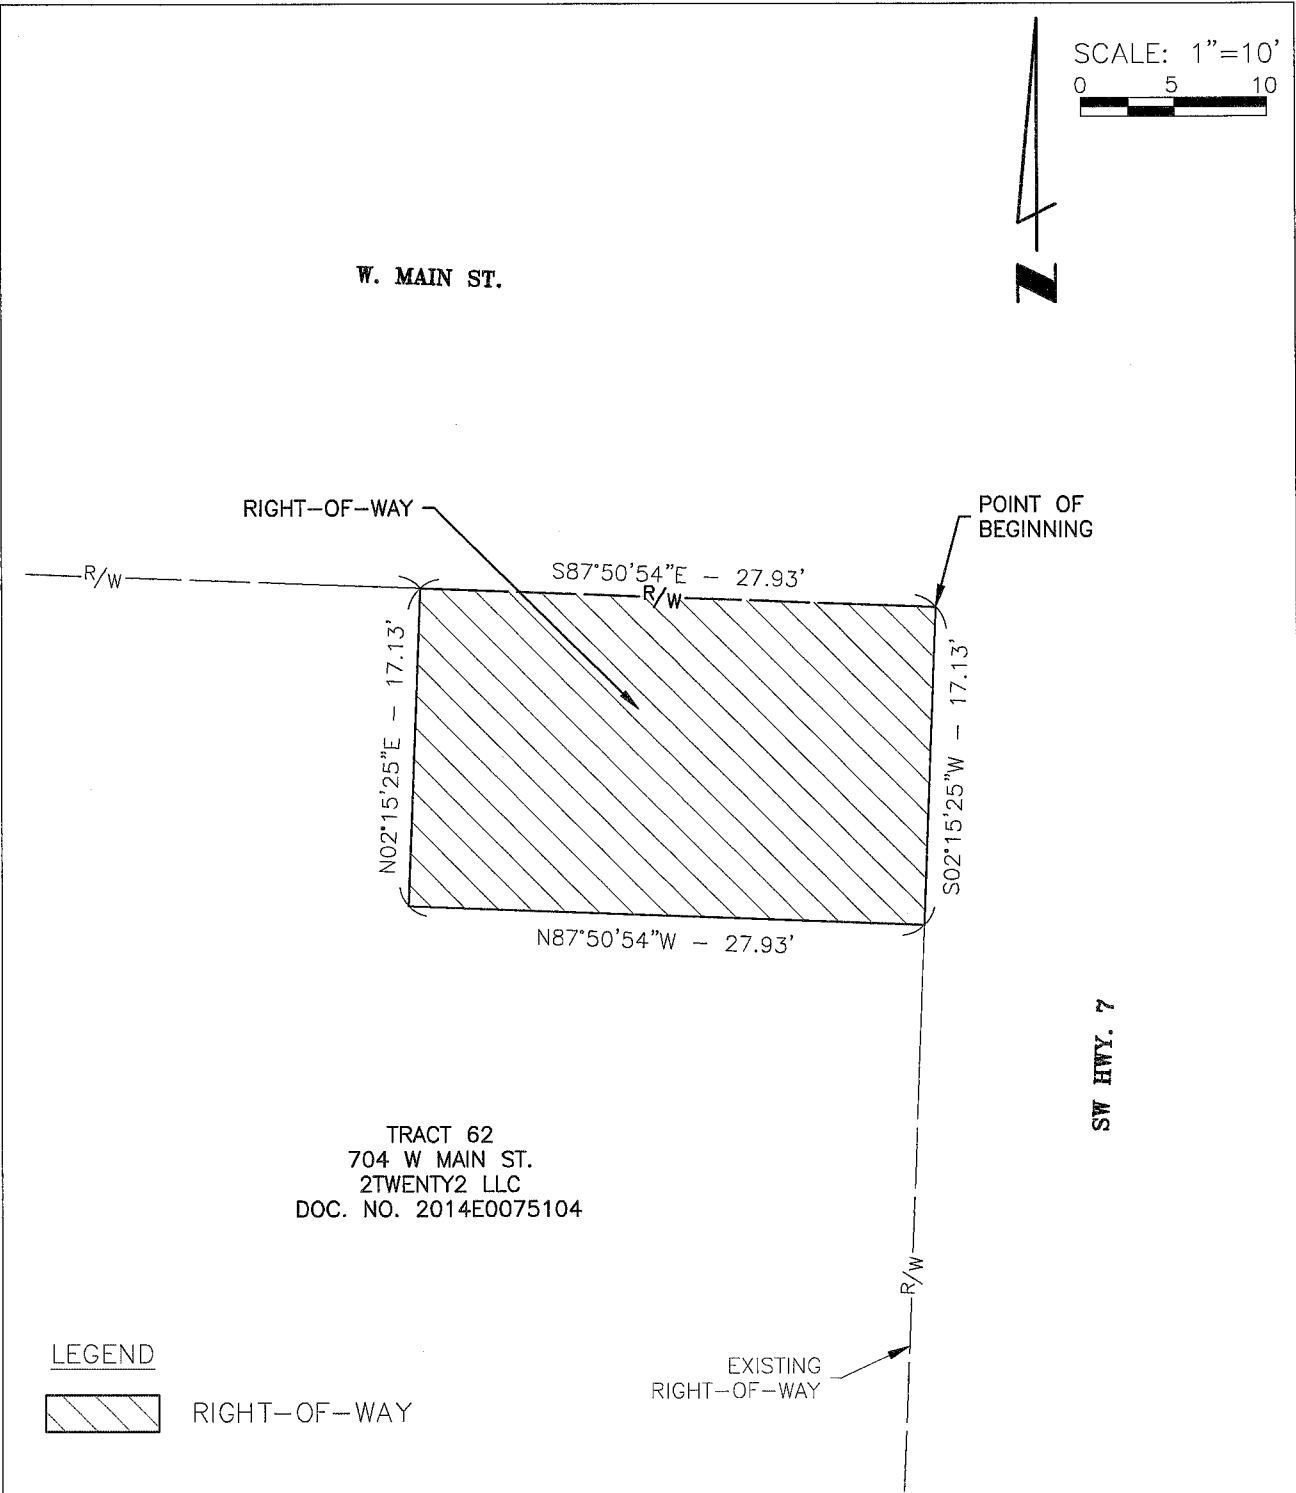 SCALE: 1"=10'
0 5 10
N
W. MAIN ST.
RIGHT-OF-WAY
POINT OF
BEGINNING
R/W
S87°50'54"E - 27.93'
R/W
N02°15'25"E - 17.13'
S02°15'25"W - 17.13'
N87°50'54"W - 27.93'
SW HWY. 7
TRACT 62
704 W MAIN ST.
2TWENTY2 LLC
DOC. NO. 2014E0075104
R/W
LEGEND
EXISTING
RIGHT-OF-WAY
RIGHT-OF-WAY